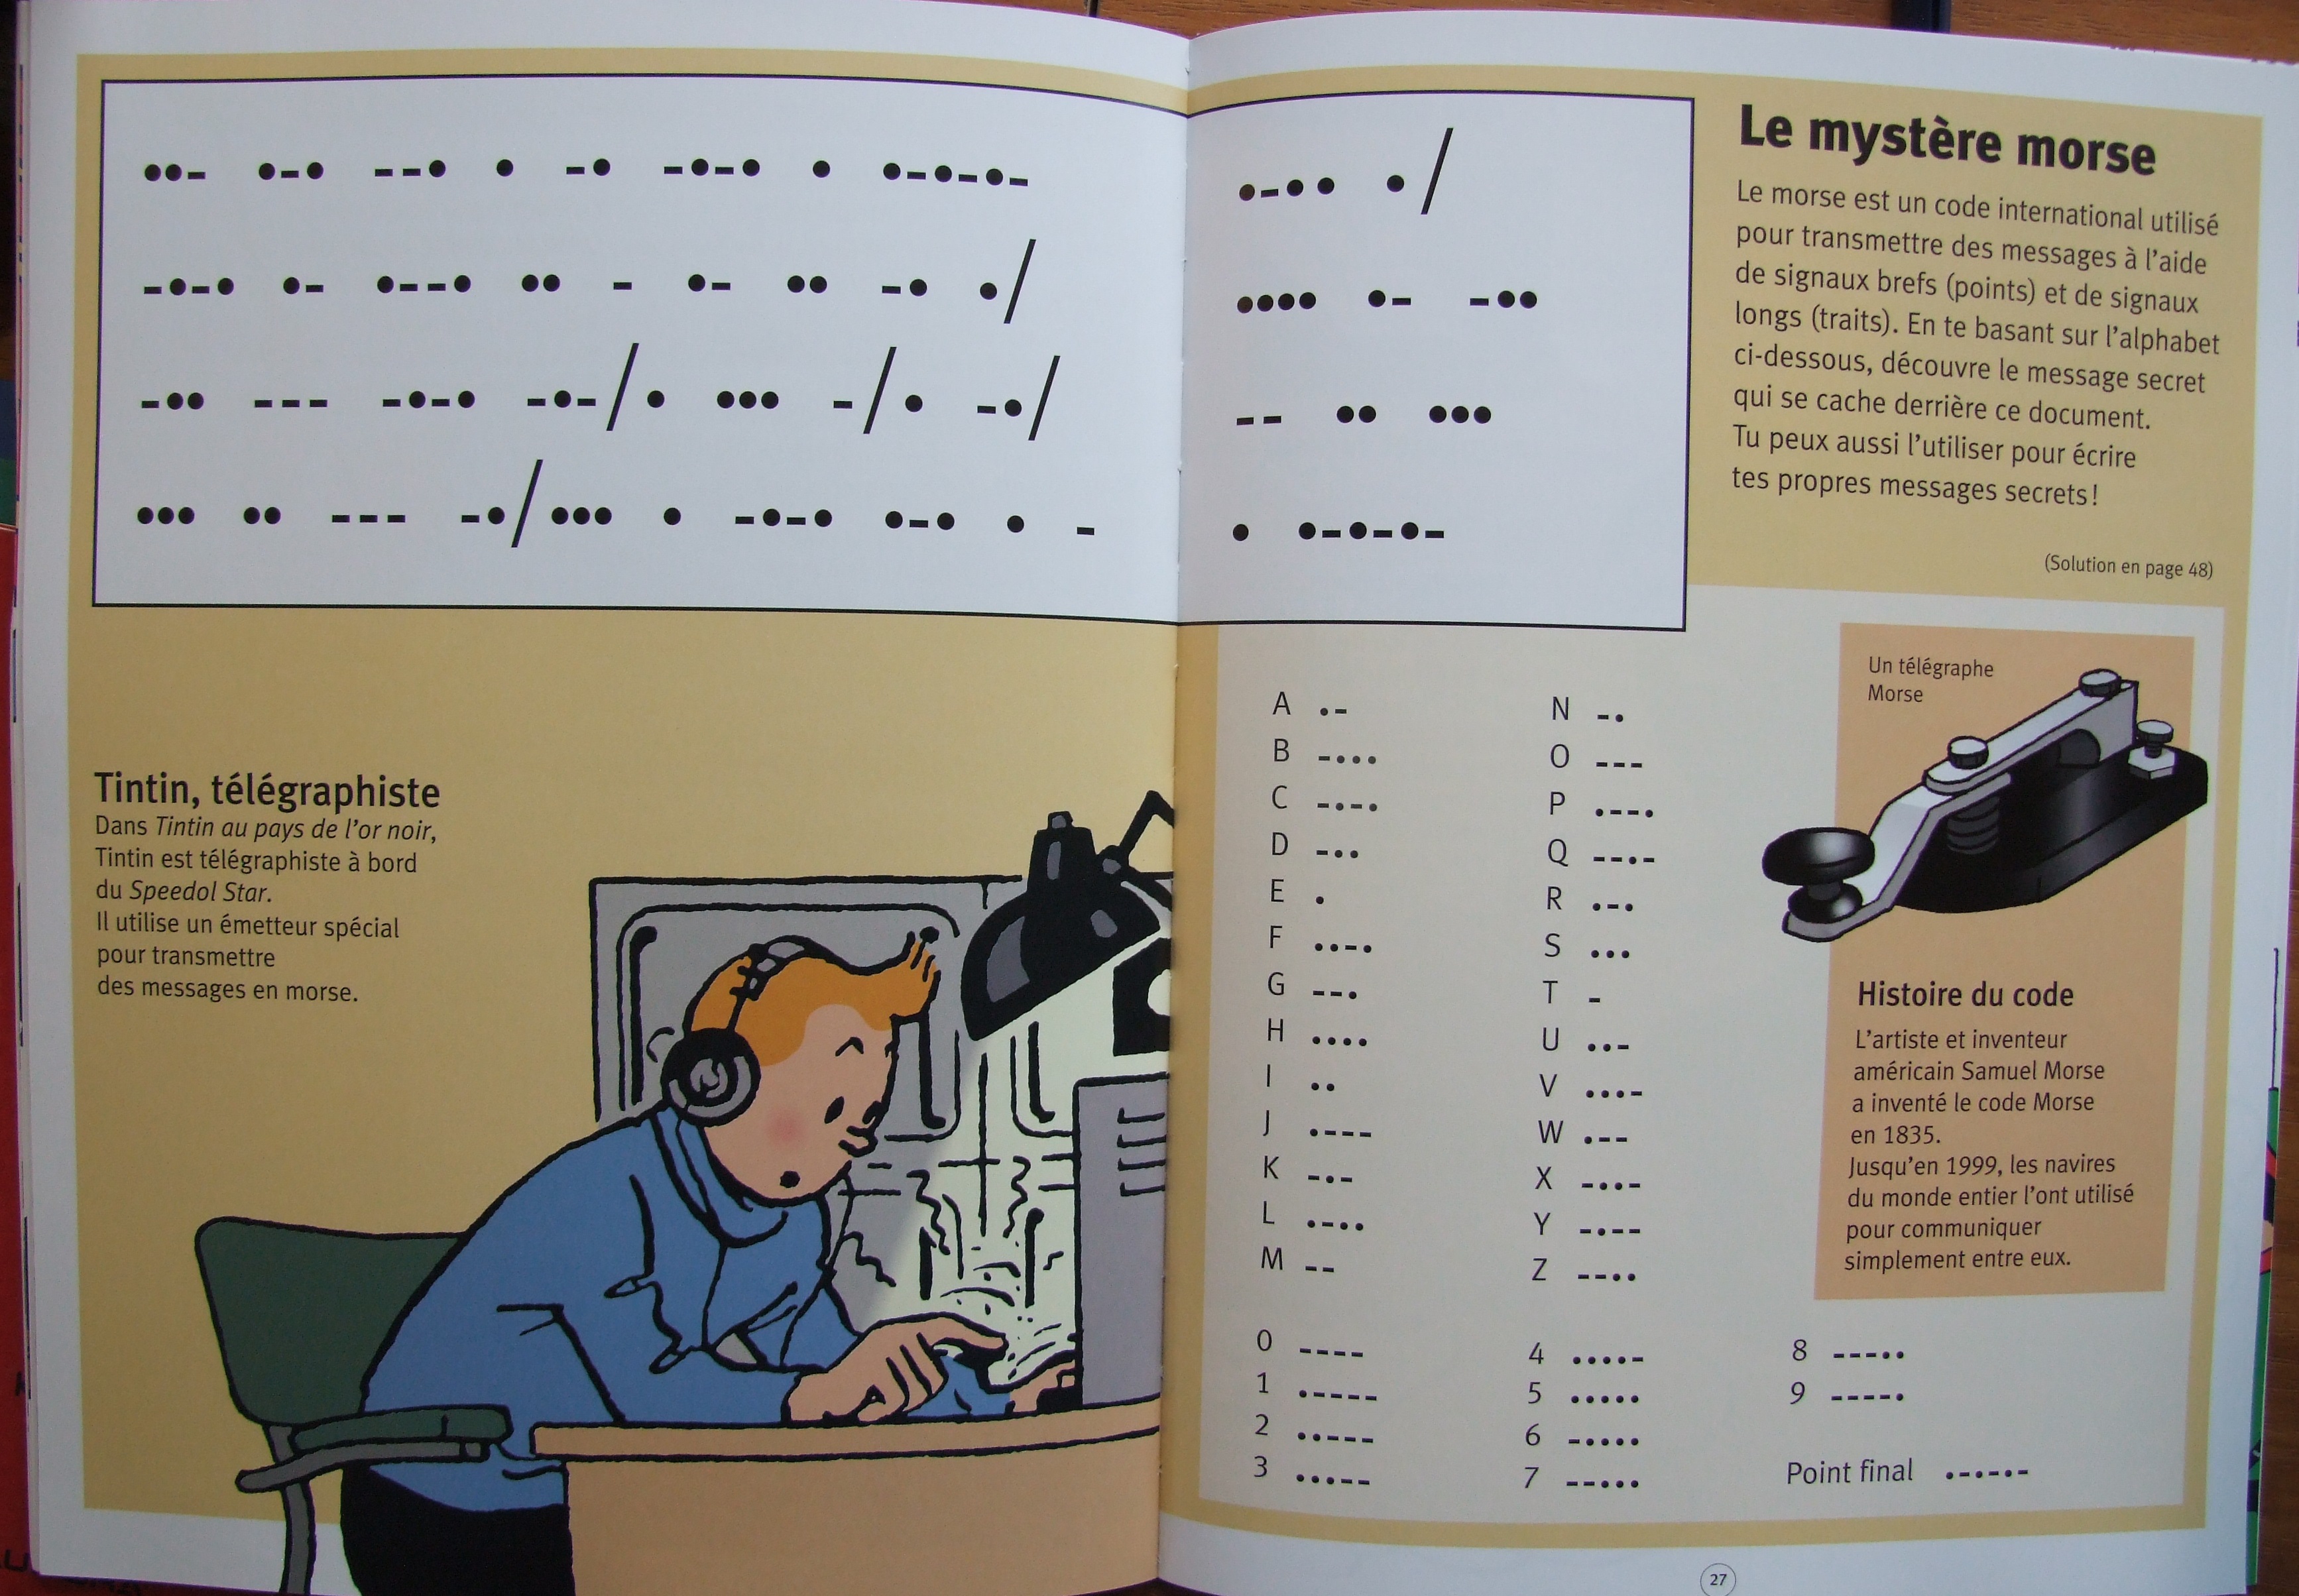 ••- •-• --• • -• -•-• • •-•-•- •-•• •/
-•-• •- •--• •• - •- •• -• •/ •••• •- -••
-•• --- -•-• -•-/• ••• -/• -•/ -- •• •••
••• •• --- -•/••• • -•-• •-• • - • •-•-•-
Le mystère morse
Le morse est un code international utilisé
pour transmettre des messages à l'aide
de signaux brefs (points) et de signaux
longs (traits). En te basant sur l'alphabet
ci-dessous, découvre le message secret
qui se cache derrière ce document.
Tu peux aussi l'utiliser pour écrire
tes propres messages secrets !
(Solution en page 48)
Tintin, télégraphiste
Dans Tintin au pays de l'or noir,
Tintin est télégraphiste à bord
du Speedol Star.
Il utilise un émetteur spécial
pour transmettre
des messages en morse.
A •-
B -•••
C -•-•
D -••
E •
F ••-•
G --•
H ••••
I ••
J •---
K -•-
L •-••
M --
N -•
O ---
P •--•
Q --•-
R •-•
S •••
T -
U ••-
V •••-
W •--
X -••-
Y -•--
Z --••
0 ----
1 •----
2 ••---
3 •••--
4 ••••-
5 •••••
6 -••••
7 --•••
8 ---••
9 ----•
Point final •-•-•-
Un télégraphe
Morse
Histoire du code
L'artiste et inventeur
américain Samuel Morse
a inventé le code Morse
en 1835.
Jusqu'en 1999, les navires
du monde entier l'ont utilisé
pour communiquer
simplement entre eux.
27